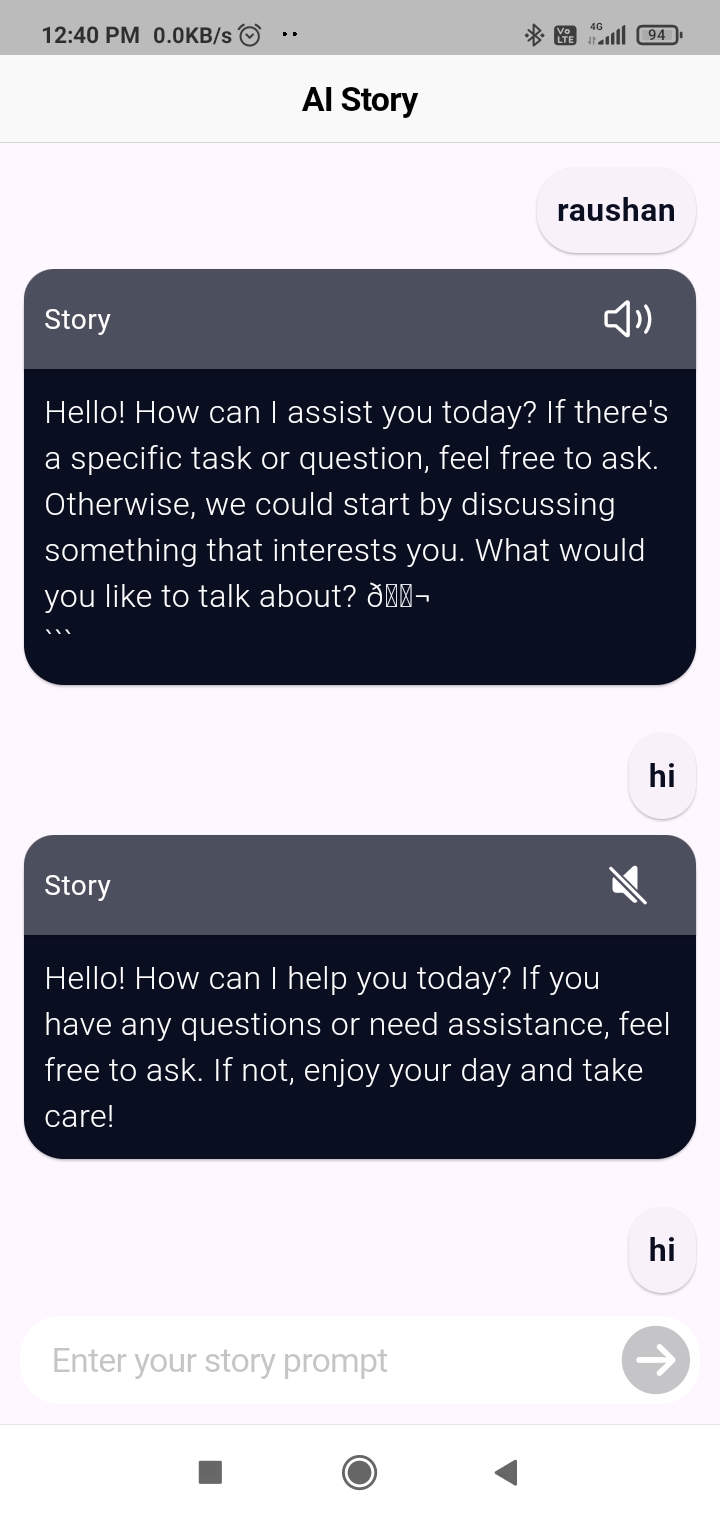 12:40 PM 0.0KB/s
Vo LTE 4G 94
AI Story
raushan
Story
Hello! How can I assist you today? If there's
a specific task or question, feel free to ask.
Otherwise, we could start by discussing
something that interests you. What would
you like to talk about? ð¬
```
hi
Story
Hello! How can I help you today? If you
have any questions or need assistance, feel
free to ask. If not, enjoy your day and take
care!
hi
Enter your story prompt